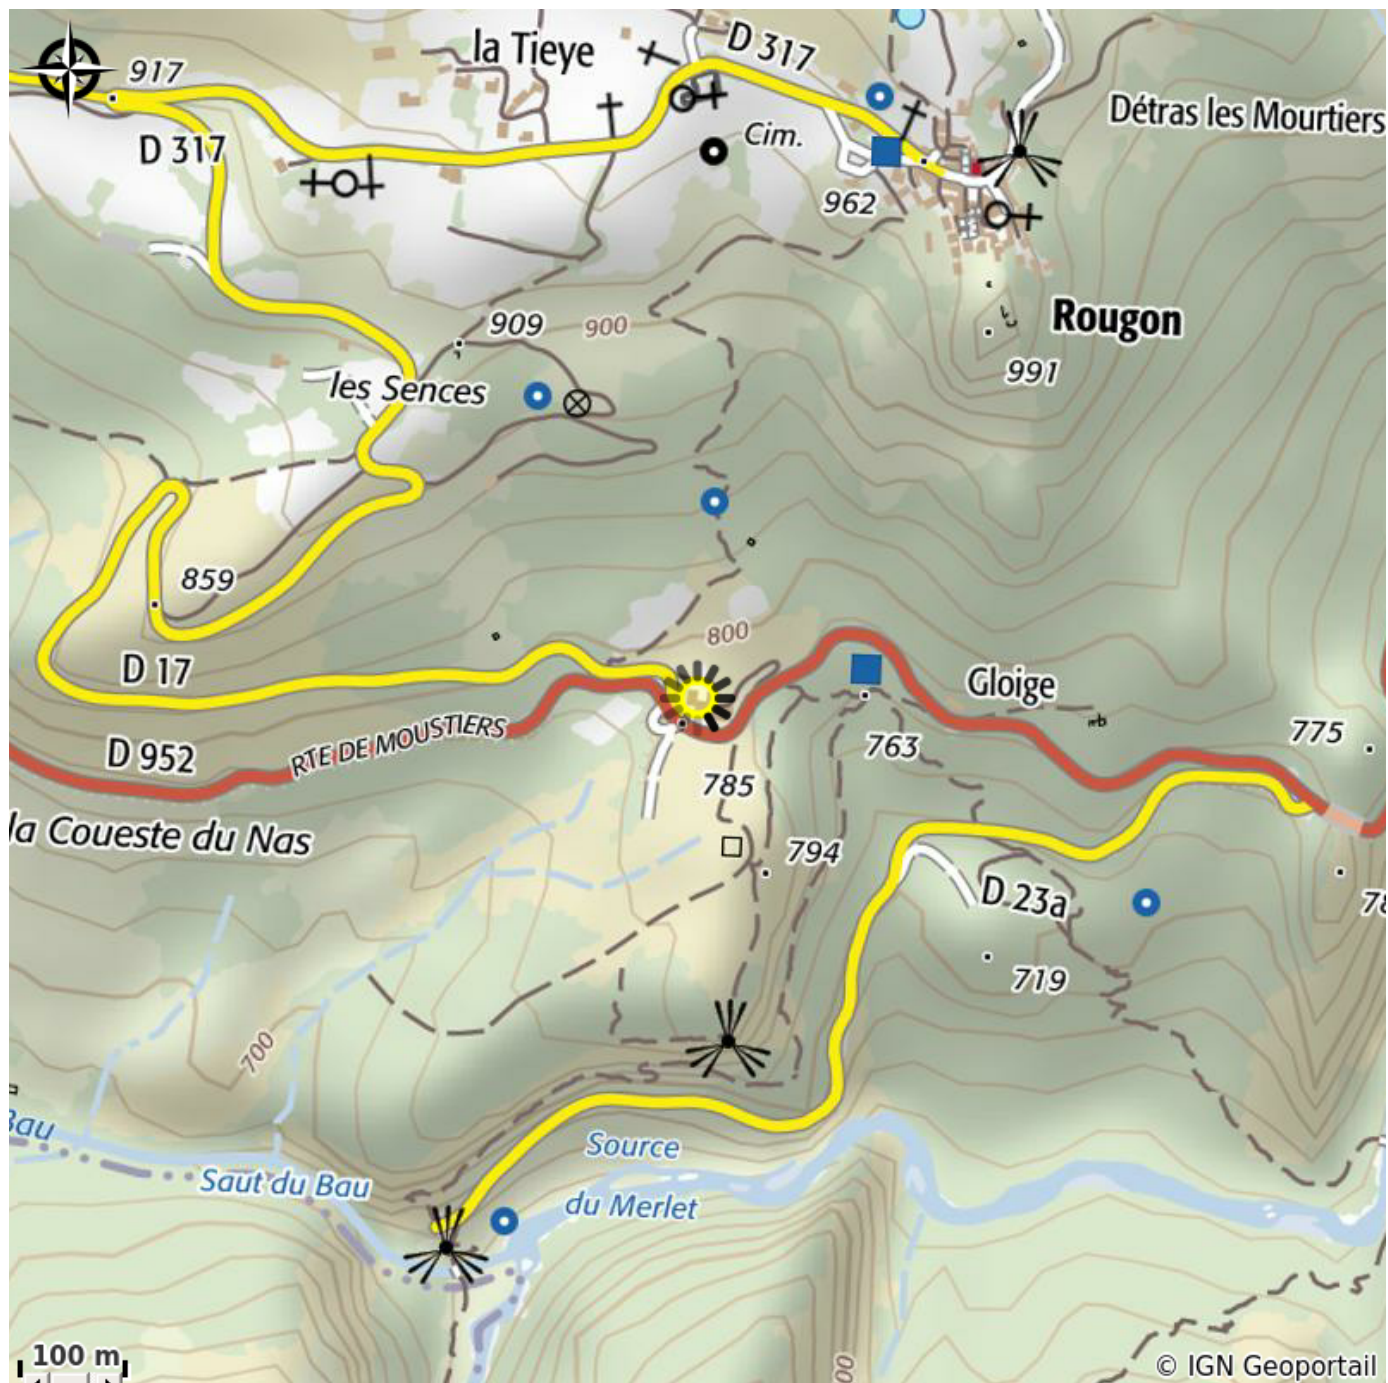 la Tieye
D 317
917
Détras les Mourtiers
D 317
Cim.
962
Rougon
909
900
991
les Sences
859
800
D 17
Gloige
RTE DE MOUSTIERS
D 952
763
775
785
la Coueste du Nas
794
D 23a
78
719
700
Bau
Source
Saut du Bau
du Merlet
100 m
00
© IGN Geoportail